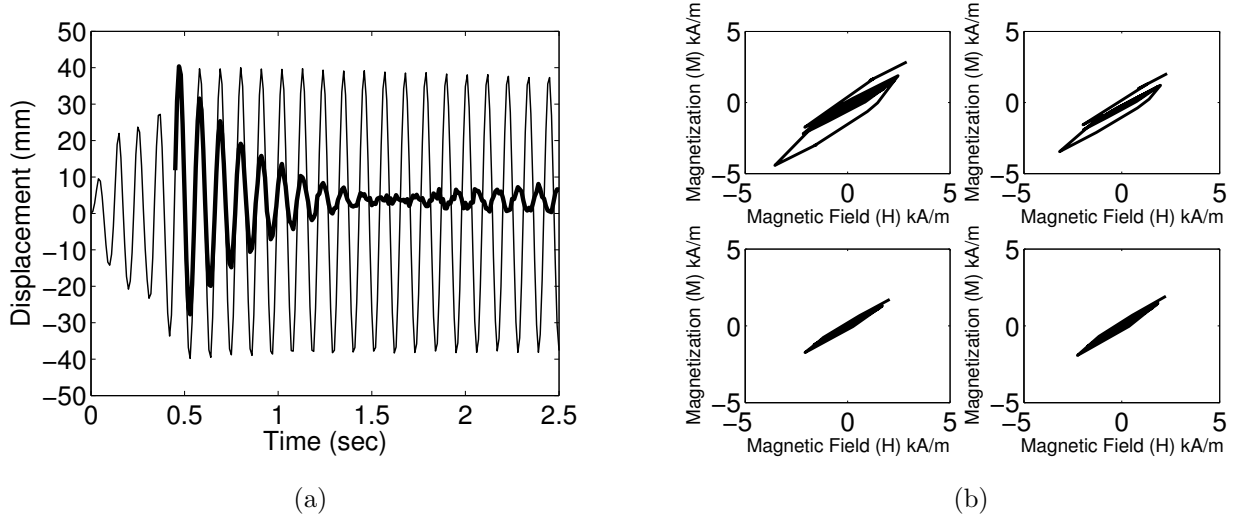 50
40
30
20
10
0
−10
−20
−30
−40
−50
Displacement (mm)
0 0.5 1 1.5 2 2.5
Time (sec)
(a)
5
0
−5
Magnetization (M) kA/m
−5 0 5
Magnetic Field (H) kA/m
5
0
−5
Magnetization (M) kA/m
−5 0 5
Magnetic Field (H) kA/m
5
0
−5
Magnetization (M) kA/m
−5 0 5
Magnetic Field (H) kA/m
5
0
−5
Magnetization (M) kA/m
−5 0 5
Magnetic Field (H) kA/m
(b)